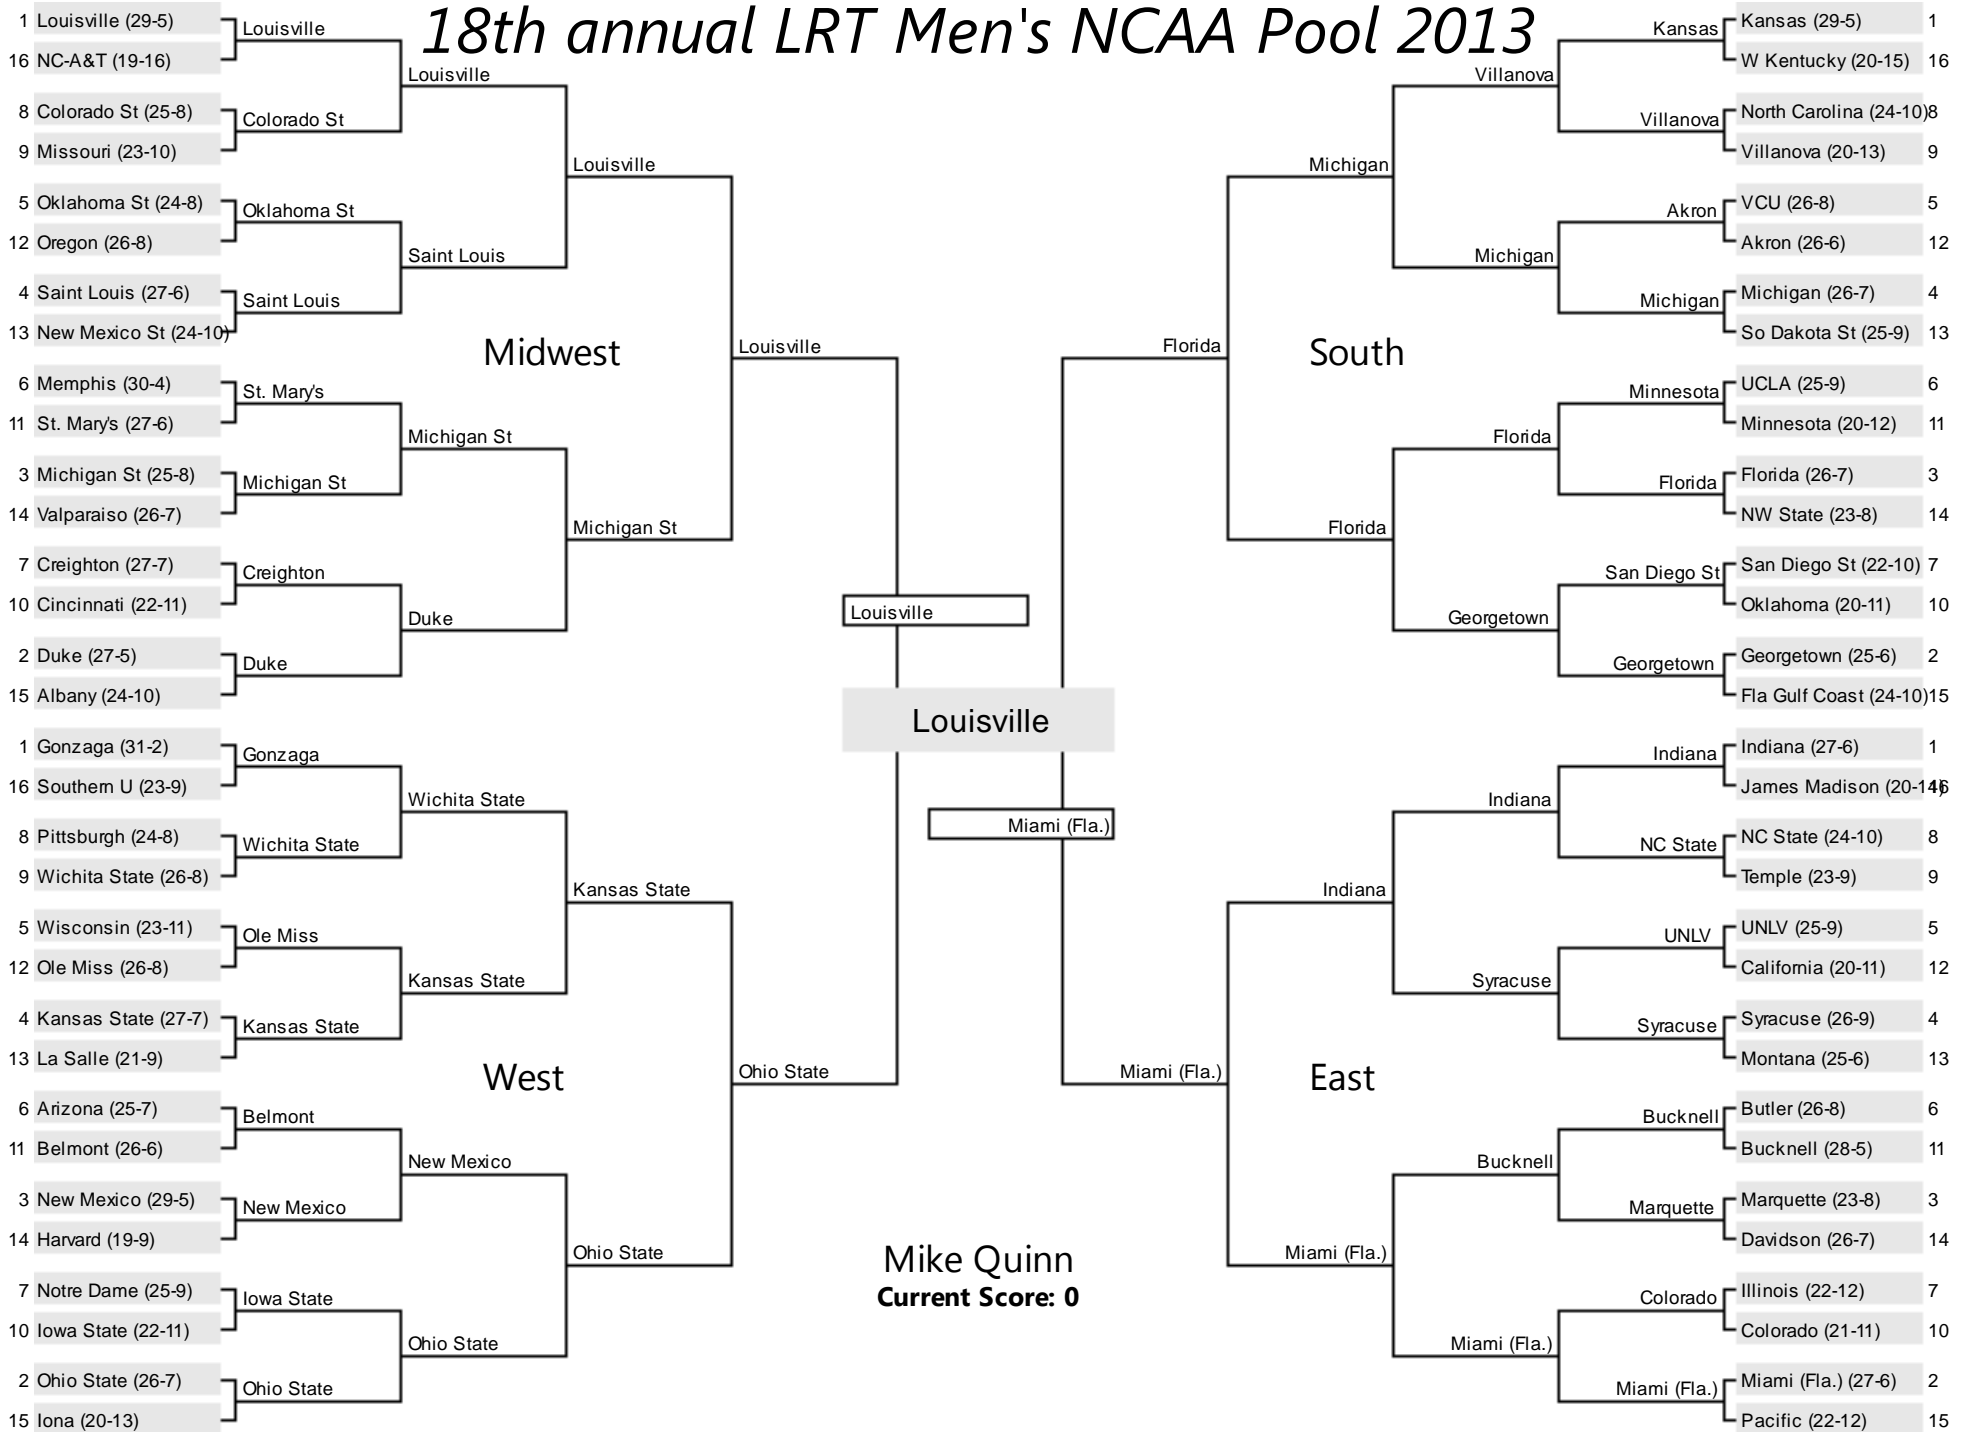 18th annual LRT Men's NCAA Pool 2013
1 Louisville (29-5)
16 NC-A&T (19-16)
8 Colorado St (25-8)
9 Missouri (23-10)
5 Oklahoma St (24-8)
12 Oregon (26-8)
4 Saint Louis (27-6)
13 New Mexico St (24-10)
6 Memphis (30-4)
11 St. Mary's (27-6)
3 Michigan St (25-8)
14 Valparaiso (26-7)
7 Creighton (27-7)
10 Cincinnati (22-11)
2 Duke (27-5)
15 Albany (24-10)
Louisville
Colorado St
Oklahoma St
Saint Louis
St. Mary's
Michigan St
Creighton
Duke
Louisville
Saint Louis
Michigan St
Duke
Louisville
Michigan St
Midwest
Louisville
1 Gonzaga (31-2)
16 Southern U (23-9)
8 Pittsburgh (24-8)
9 Wichita State (26-8)
5 Wisconsin (23-11)
12 Ole Miss (26-8)
4 Kansas State (27-7)
13 La Salle (21-9)
6 Arizona (25-7)
11 Belmont (26-6)
3 New Mexico (29-5)
14 Harvard (19-9)
7 Notre Dame (25-9)
10 Iowa State (22-11)
2 Ohio State (26-7)
15 Iona (20-13)
Gonzaga
Wichita State
Ole Miss
Kansas State
Belmont
New Mexico
Iowa State
Ohio State
Wichita State
Kansas State
New Mexico
Ohio State
Kansas State
Ohio State
West
Ohio State
Louisville
Louisville
Miami (Fla.)
Mike Quinn
Current Score: 0
Kansas (29-5) 1
W Kentucky (20-15) 16
North Carolina (24-10) 8
Villanova (20-13) 9
VCU (26-8) 5
Akron (26-6) 12
Michigan (26-7) 4
So Dakota St (25-9) 13
UCLA (25-9) 6
Minnesota (20-12) 11
Florida (26-7) 3
NW State (23-8) 14
San Diego St (22-10) 7
Oklahoma (20-11) 10
Georgetown (25-6) 2
Fla Gulf Coast (24-10) 15
Kansas
Villanova
Akron
Michigan
Minnesota
Florida
San Diego St
Georgetown
Villanova
Michigan
Florida
Georgetown
Michigan
Florida
South
Florida
Indiana (27-6) 1
James Madison (20-14) 16
NC State (24-10) 8
Temple (23-9) 9
UNLV (25-9) 5
California (20-11) 12
Syracuse (26-9) 4
Montana (25-6) 13
Butler (26-8) 6
Bucknell (28-5) 11
Marquette (23-8) 3
Davidson (26-7) 14
Illinois (22-12) 7
Colorado (21-11) 10
Miami (Fla.) (27-6) 2
Pacific (22-12) 15
Indiana
NC State
UNLV
Syracuse
Bucknell
Marquette
Colorado
Miami (Fla.)
Indiana
Syracuse
Bucknell
Miami (Fla.)
Indiana
Miami (Fla.)
East
Miami (Fla.)